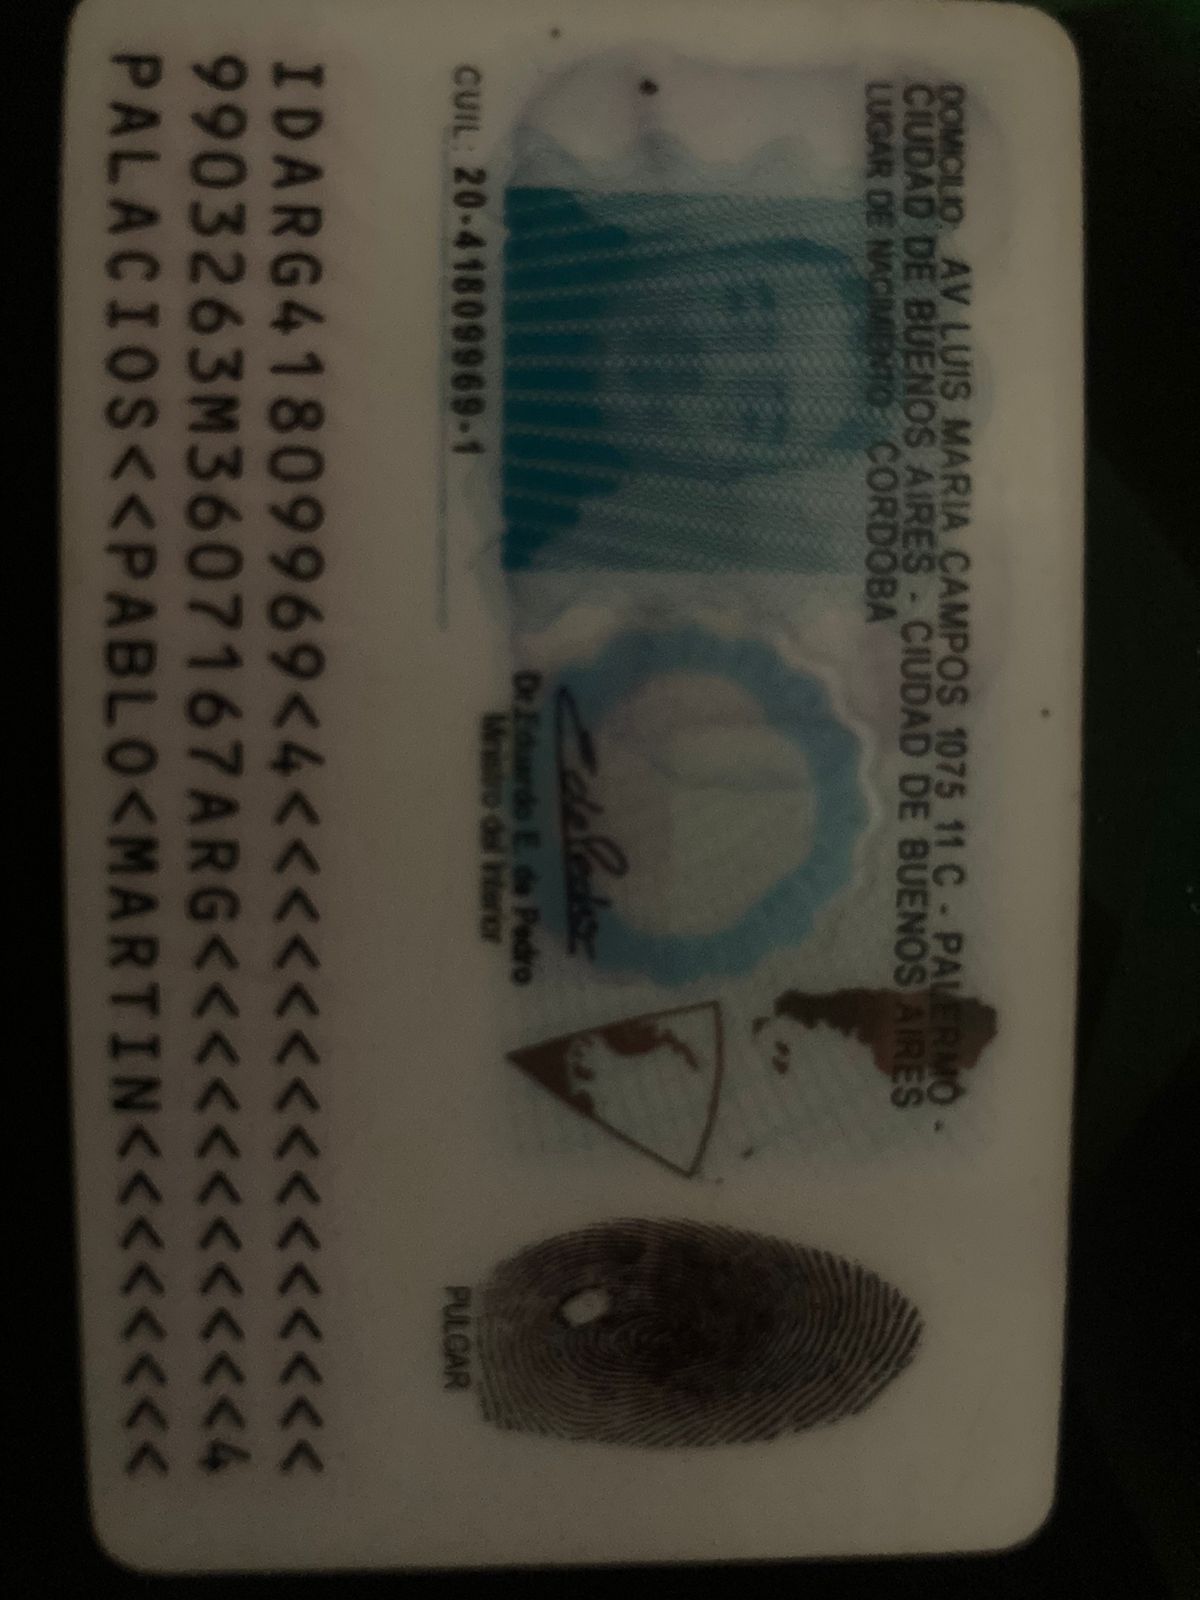 DOMICILIO: AV LUIS MARIA CAMPOS 1075 11 C - PALERMO -
CIUDAD DE BUENOS AIRES - CIUDAD DE BUENOS AIRES
LUGAR DE NACIMIENTO: CORDOBA
Dr. Eduardo E. de Pedro
Ministro del Interior
CUIL: 20-41809969-1
PULGAR
IDARG41809969<4<<<<<<<<<<<<<<<
9903263M3607167ARG<<<<<<<<<<<4
PALACIOS<<PABLO<MARTIN<<<<<<<<